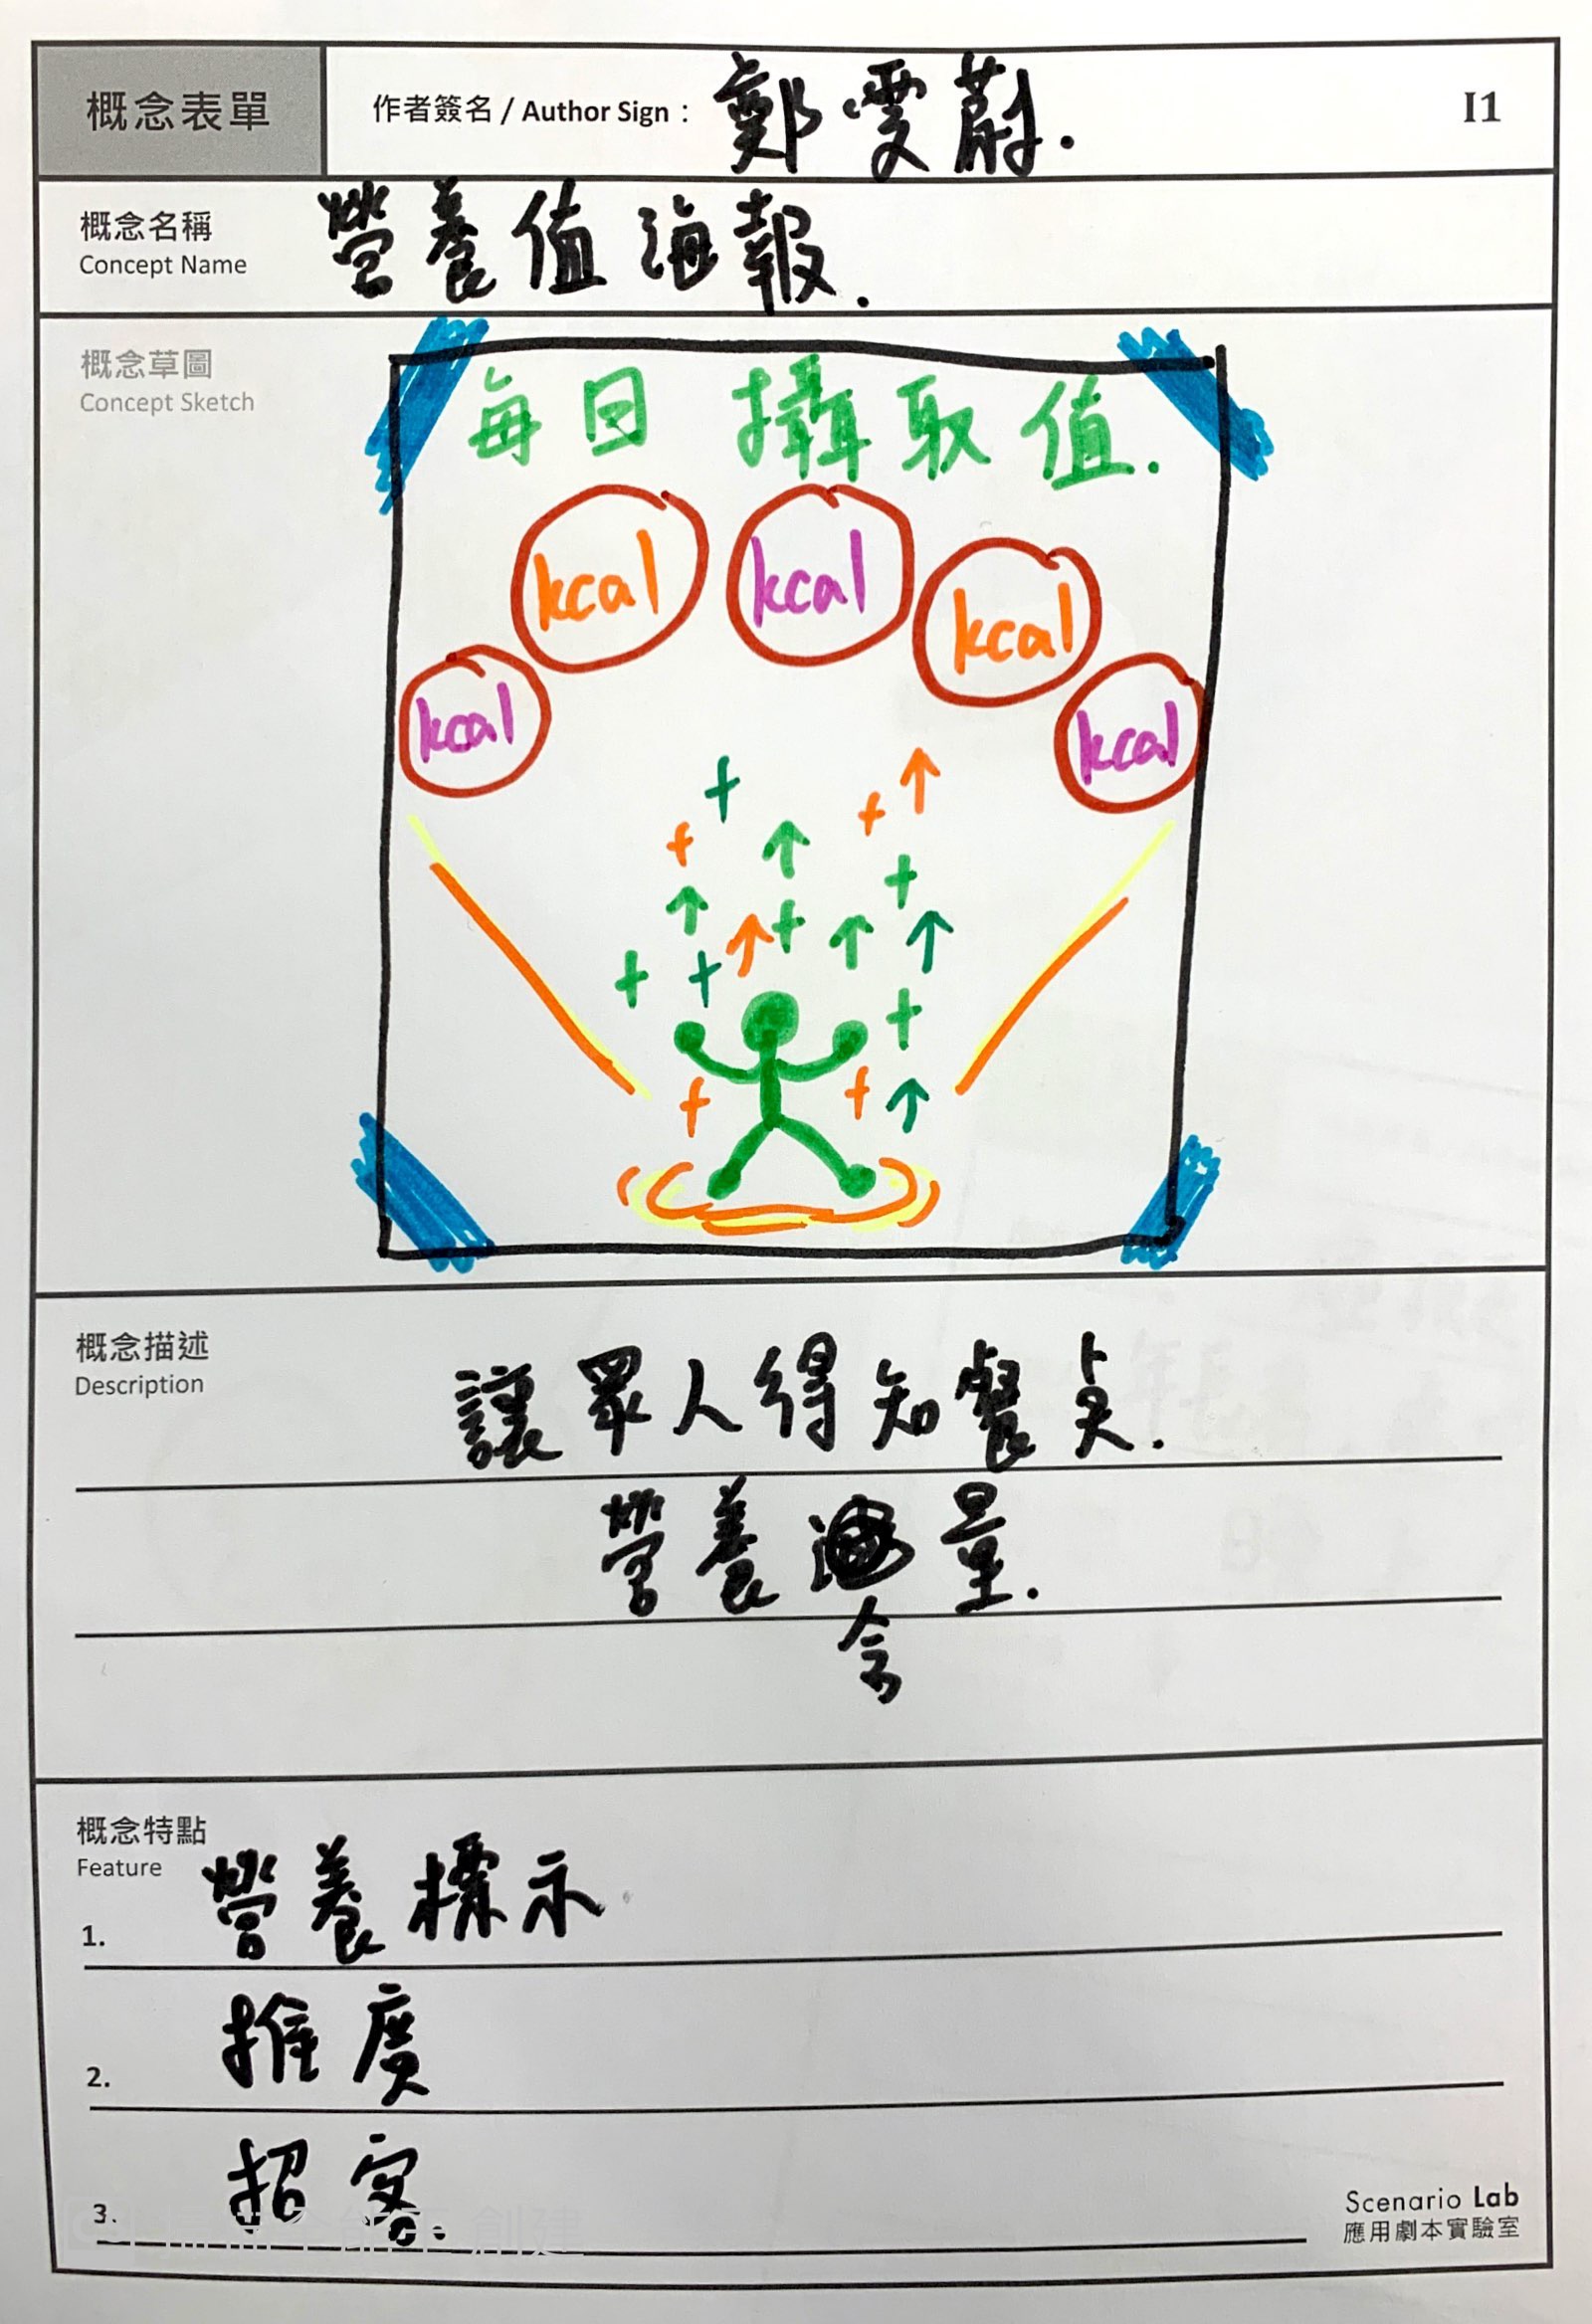 概念表單
作者簽名 / Author Sign : 鄭雯蔚.
I1
概念名稱
Concept Name
營養值海報.
概念草圖
Concept Sketch
每日 攝取值.
kcal
kcal
kcal
kcal
kcal
概念描述
Description
讓眾人得知餐桌.
營養含量.
概念特點
Feature
1. 營養標示
2. 推廣
3. 招客.
Scenario Lab
應用劇本實驗室